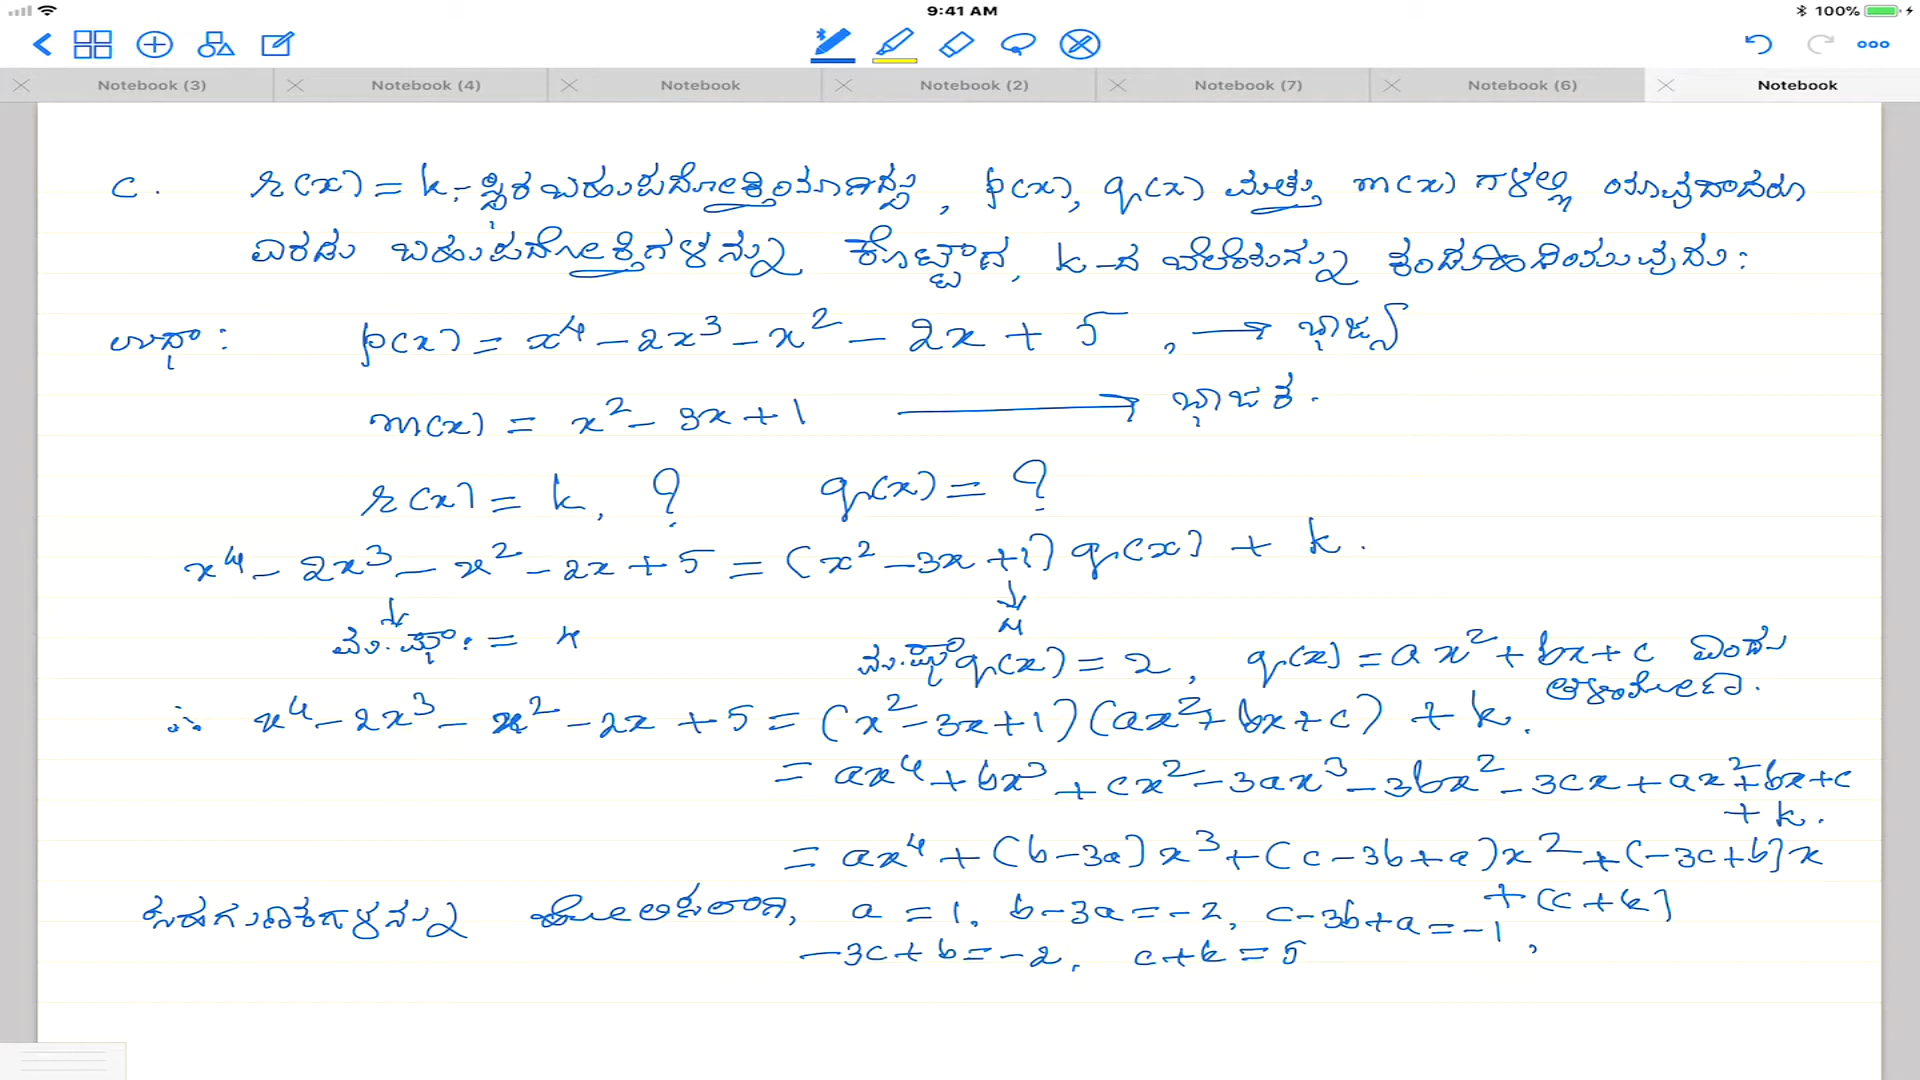 9:41 AM
100%
Notebook (3) Notebook (4) Notebook Notebook (2) Notebook (7) Notebook (6) Notebook
c. r(x) = k, ಸ್ಥಿರ ಬಹುಪದೋಕ್ತಿಯಾಗಿದ್ದು, p(x), q(x) ಮತ್ತು m(x) ಗಳಲ್ಲಿ ಯಾವುದಾದರೂ
ಎರಡು ಬಹುಪದೋಕ್ತಿಗಳನ್ನು ಕೊಟ್ಟಾಗ, k-ದ ಬೆಲೆಯನ್ನು ಕಂಡುಹಿಡಿಯುವುದು:
ಉದಾ: p(x) = x⁴ - 2x³ - x² - 2x + 5, → ಭಾಜ್ಯ
m(x) = x² - 3x + 1 → ಭಾಜಕ.
r(x) = k, ? q(x) = ?
x⁴ - 2x³ - x² - 2x + 5 = (x² - 3x + 1) q(x) + k.
↓ ↓
ಮ.ಘಾ: = 4 ಮ.ಘಾ q(x) = 2, q(x) = ax² + bx + c ಎಂದು
ಆಗಿರಲಿ.
∴ x⁴ - 2x³ - x² - 2x + 5 = (x² - 3x + 1)(ax² + bx + c) + k.
= ax⁴ + bx³ + cx² - 3ax³ - 3bx² - 3cx + ax² + bx + c
+ k.
= ax⁴ + (b - 3a)x³ + (c - 3b + a)x² + (-3c + b)x
+ (c + k)
ಸಹಗುಣಕಗಳನ್ನು ಹೋಲಿಸಲಾಗಿ, a = 1, b - 3a = -2, c - 3b + a = -1,
-3c + b = -2, c + k = 5